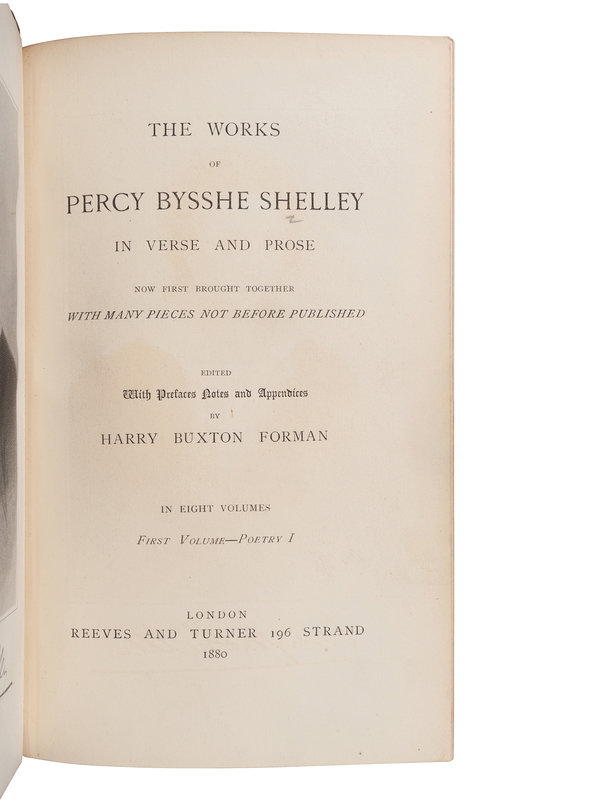 THE WORKS
OF
PERCY BYSSHE SHELLEY
IN VERSE AND PROSE
NOW FIRST BROUGHT TOGETHER
WITH MANY PIECES NOT BEFORE PUBLISHED
EDITED
With Prefaces Notes and Appendices
BY
HARRY BUXTON FORMAN
IN EIGHT VOLUMES
FIRST VOLUME—POETRY I
LONDON
REEVES AND TURNER 196 STRAND
1880